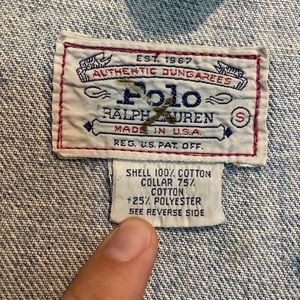 EST. 1967
AUTHENTIC DUNGAREES
Polo
RALPH LAUREN
S
MADE IN U.S.A.
REG. U.S. PAT. OFF.
SHELL 100% COTTON
COLLAR 75%
COTTON
+25% POLYESTER
SEE REVERSE SIDE